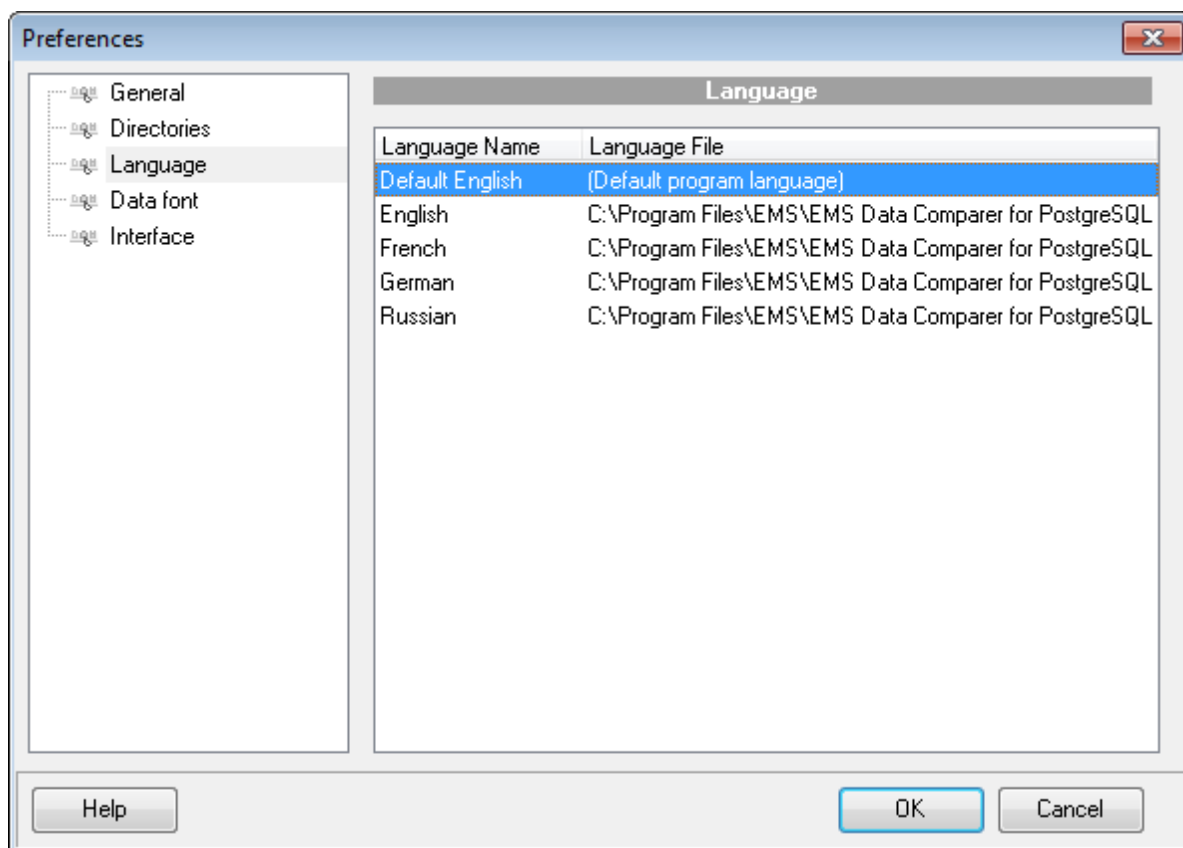 Preferences
General
Directories
Language
Data font
Interface
Language
Language Name Language File
Default English (Default program language)
English C:\Program Files\EMS\EMS Data Comparer for PostgreSQL
French C:\Program Files\EMS\EMS Data Comparer for PostgreSQL
German C:\Program Files\EMS\EMS Data Comparer for PostgreSQL
Russian C:\Program Files\EMS\EMS Data Comparer for PostgreSQL
Help OK Cancel